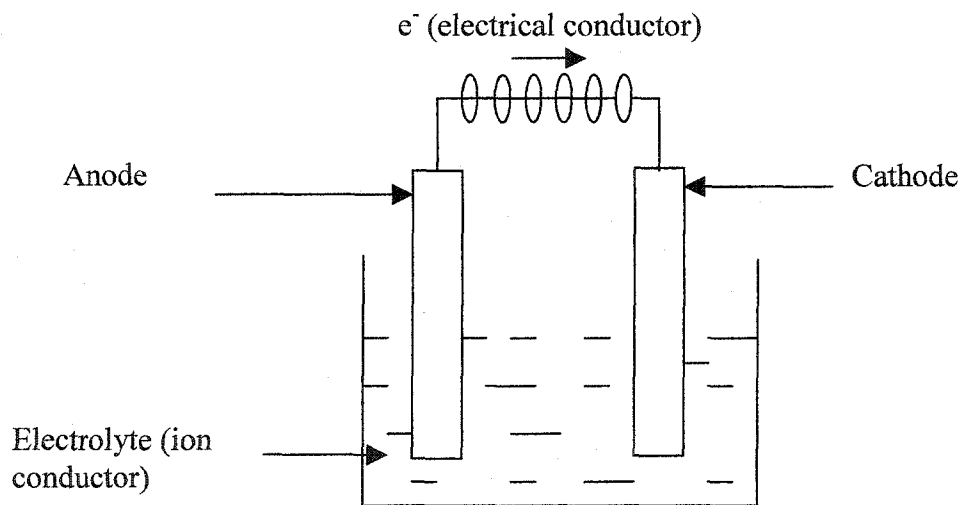 e⁻ (electrical conductor)
Anode
Cathode
Electrolyte (ion
conductor)